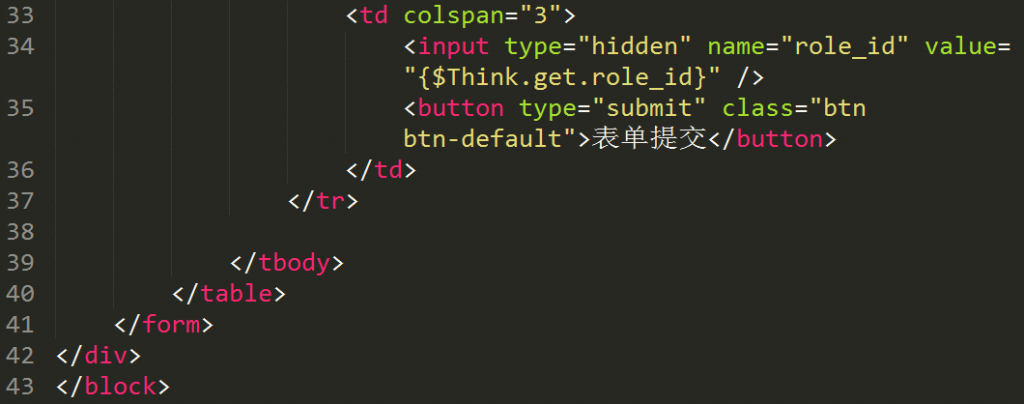 33 <td colspan="3">
34 <input type="hidden" name="role_id" value=
"{$Think.get.role_id}" />
35 <button type="submit" class="btn
btn-default">表单提交</button>
36 </td>
37 </tr>
38
39 </tbody>
40 </table>
41 </form>
42 </div>
43 </block>